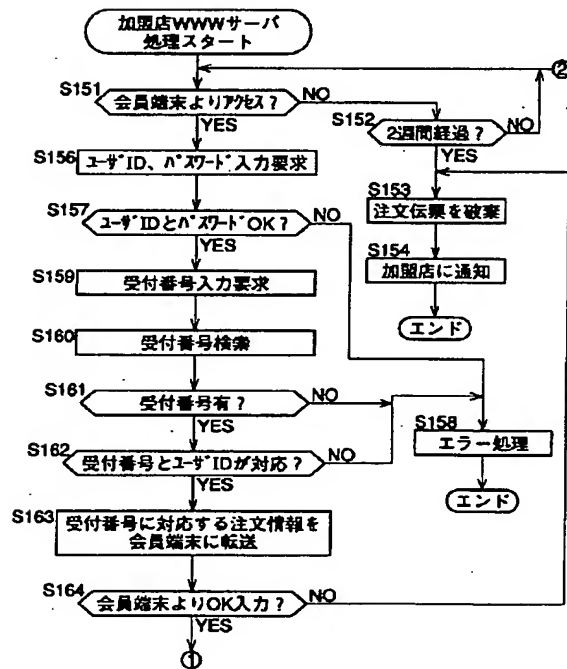 加盟店WWWサーバ
処理スタート
②
S151
会員端末よりアクセス?
NO
YES
S152
2週間経過?
NO
YES
S156
ユーザID、パスワード入力要求
S153
注文伝票を破棄
S157
ユーザIDとパスワードOK?
NO
YES
S154
加盟店に通知
S159
受付番号入力要求
エンド
S160
受付番号検索
S161
受付番号有?
NO
YES
S158
エラー処理
S162
受付番号とユーザIDが対応?
NO
YES
エンド
S163
受付番号に対応する注文情報を
会員端末に転送
S164
会員端末よりOK入力?
NO
YES
①